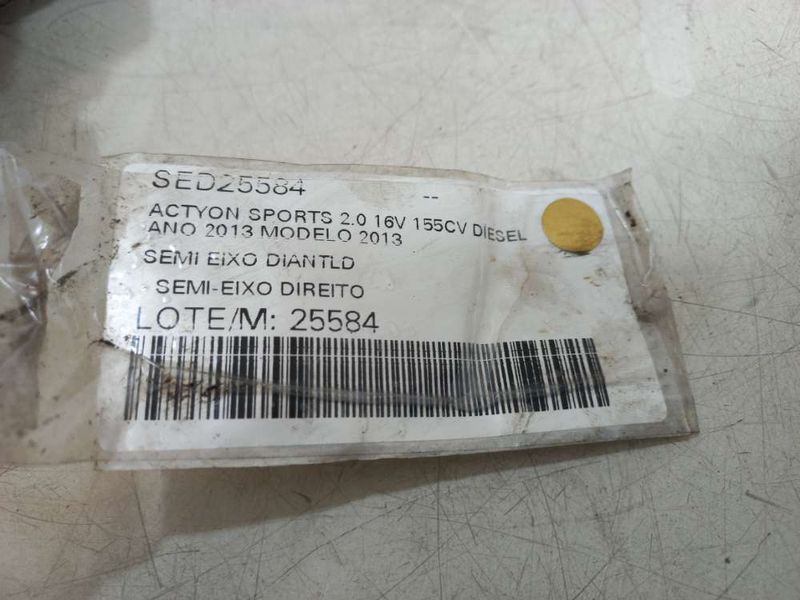 SED25584 --
ACTYON SPORTS 2.0 16V 155CV DIESEL
ANO 2013 MODELO 2013
SEMI EIXO DIANTLD
SEMI-EIXO DIREITO
LOTE/M: 25584